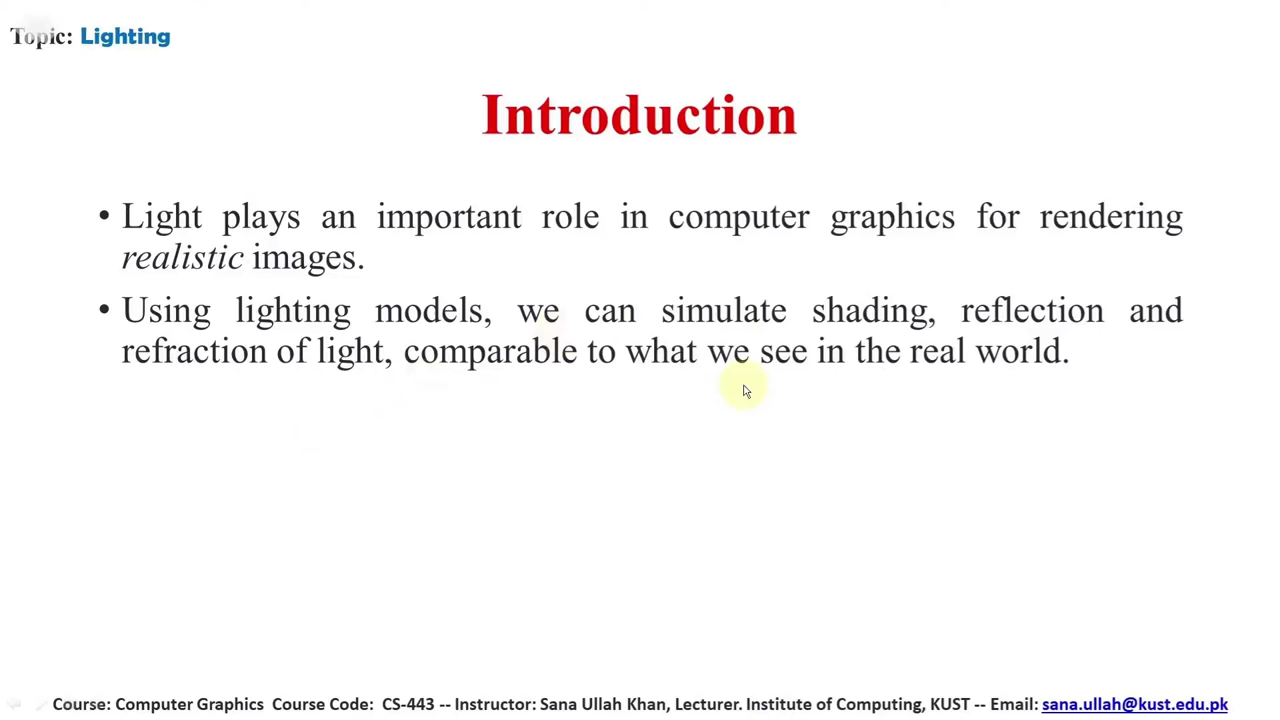 Topic: Lighting
Introduction
• Light plays an important role in computer graphics for rendering
realistic images.
• Using lighting models, we can simulate shading, reflection and
refraction of light, comparable to what we see in the real world.
Course: Computer Graphics Course Code: CS-443 -- Instructor: Sana Ullah Khan, Lecturer. Institute of Computing, KUST -- Email: sana.ullah@kust.edu.pk